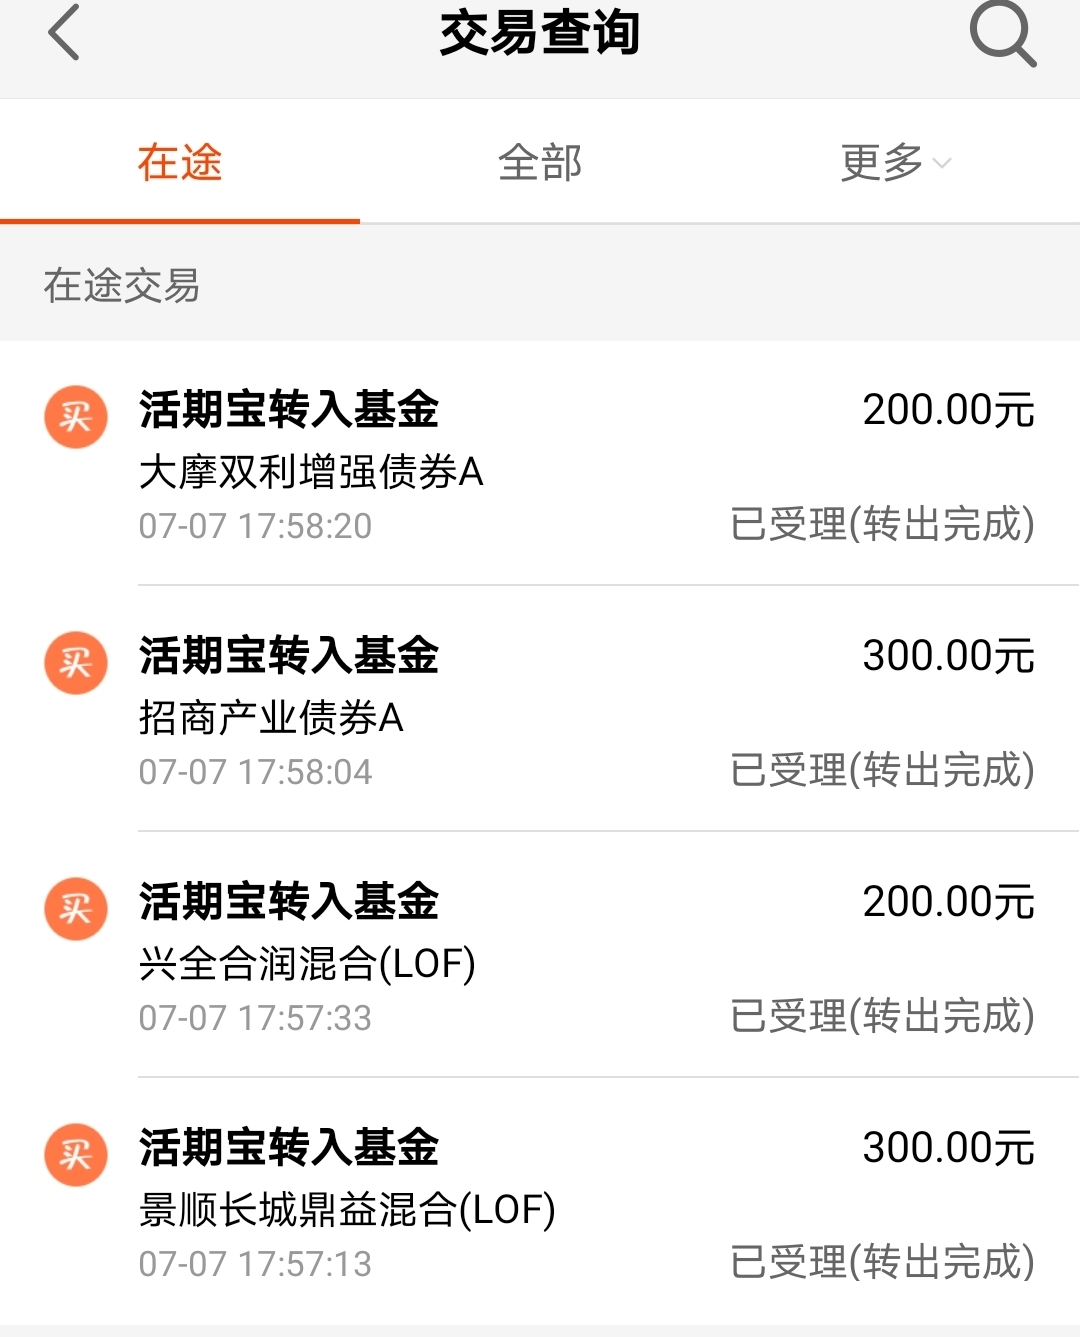 交易查询
在途 全部 更多
在途交易
买 活期宝转入基金 200.00元
大摩双利增强债券A
07-07 17:58:20 已受理(转出完成)
买 活期宝转入基金 300.00元
招商产业债券A
07-07 17:58:04 已受理(转出完成)
买 活期宝转入基金 200.00元
兴全合润混合(LOF)
07-07 17:57:33 已受理(转出完成)
买 活期宝转入基金 300.00元
景顺长城鼎益混合(LOF)
07-07 17:57:13 已受理(转出完成)